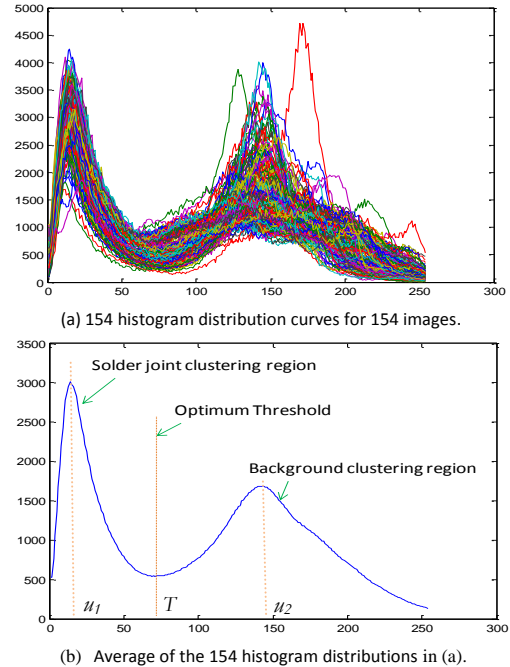 5000
4500
4000
3500
3000
2500
2000
1500
1000
500
0
0 50 100 150 200 250 300
(a) 154 histogram distribution curves for 154 images.
3500
3000
2500
2000
1500
1000
500
0
Solder joint clustering region
Optimum Threshold
Background clustering region
u1 T u2
0 50 100 150 200 250 300
(b) Average of the 154 histogram distributions in (a).